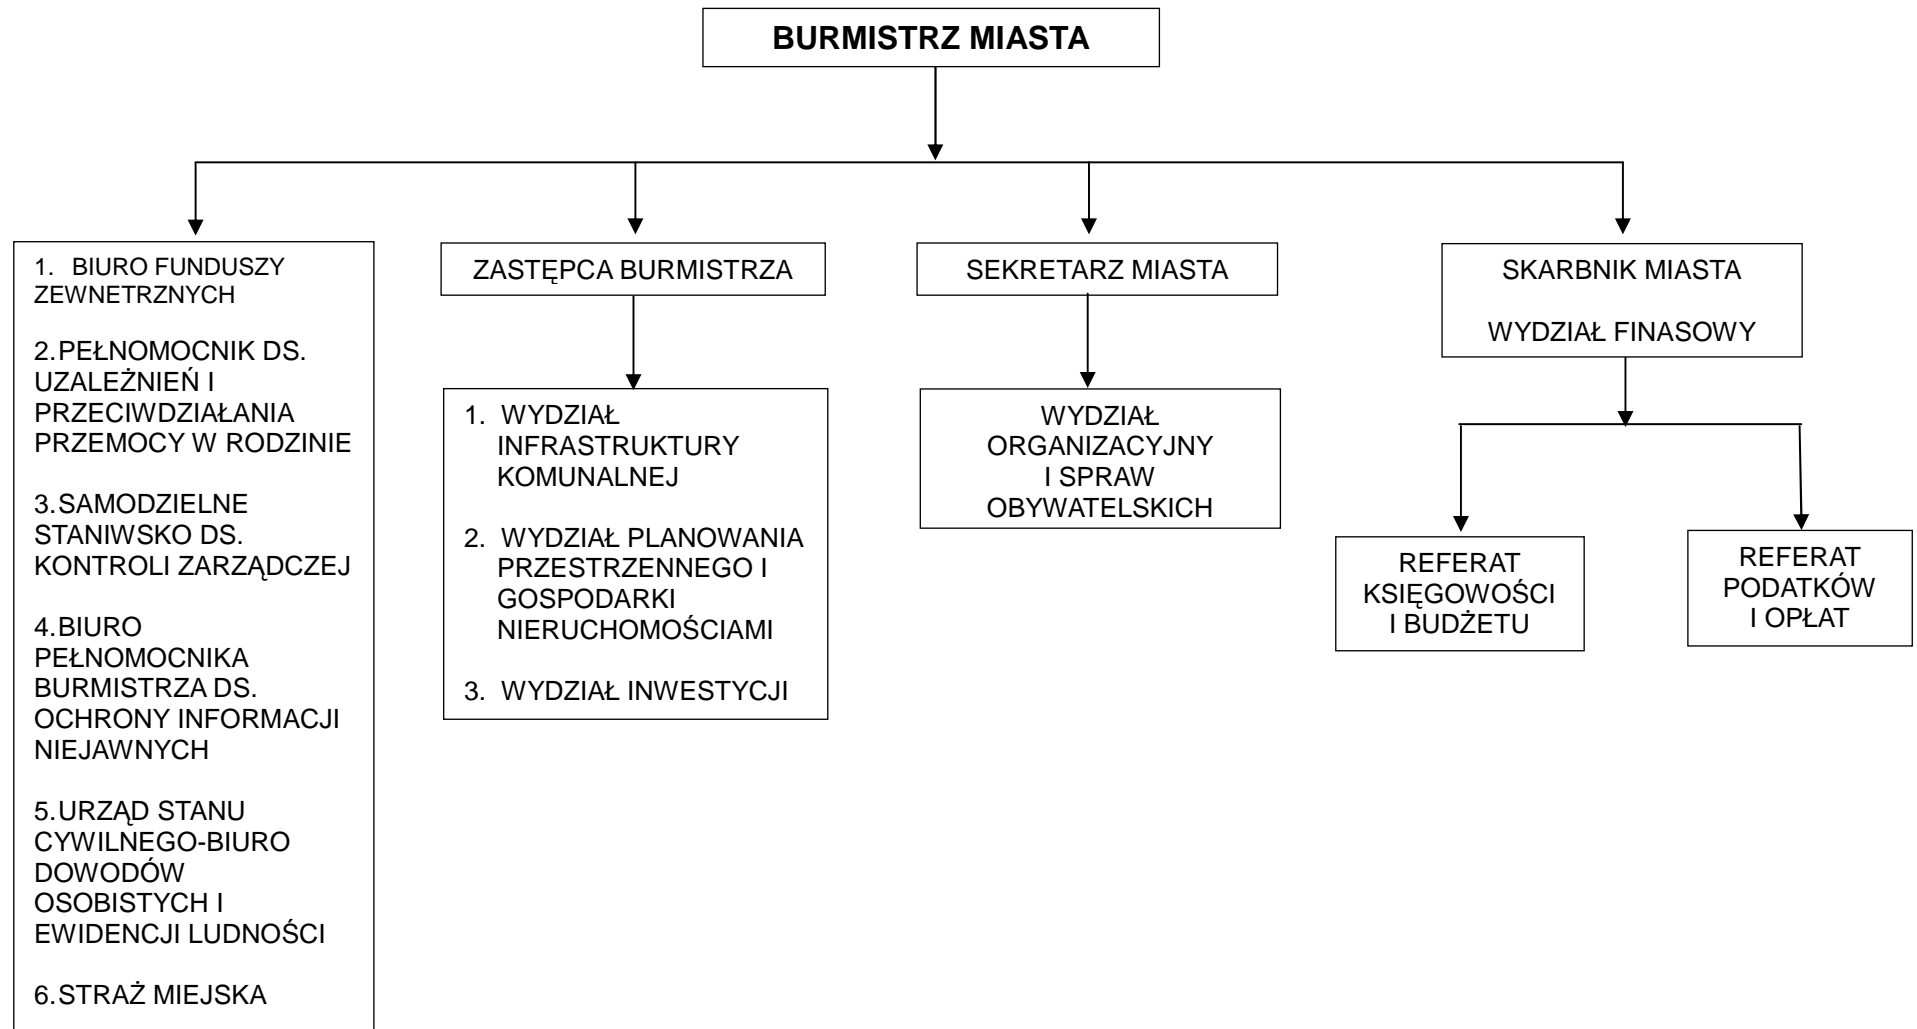 BURMISTRZ MIASTA
1. BIURO FUNDUSZY
ZEWNETRZNYCH
2.PEŁNOMOCNIK DS.
UZALEŻNIEŃ I
PRZECIWDZIAŁANIA
PRZEMOCY W RODZINIE
3.SAMODZIELNE
STANIWSKO DS.
KONTROLI ZARZĄDCZEJ
4.BIURO
PEŁNOMOCNIKA
BURMISTRZA DS.
OCHRONY INFORMACJI
NIEJAWNYCH
5.URZĄD STANU
CYWILNEGO-BIURO
DOWODÓW
OSOBISTYCH I
EWIDENCJI LUDNOŚCI
6.STRAŻ MIEJSKA
ZASTĘPCA BURMISTRZA
1. WYDZIAŁ
INFRASTRUKTURY
KOMUNALNEJ
2. WYDZIAŁ PLANOWANIA
PRZESTRZENNEGO I
GOSPODARKI
NIERUCHOMOŚCIAMI
3. WYDZIAŁ INWESTYCJI
SEKRETARZ MIASTA
WYDZIAŁ
ORGANIZACYJNY
I SPRAW
OBYWATELSKICH
SKARBNIK MIASTA
WYDZIAŁ FINASOWY
REFERAT
KSIĘGOWOŚCI
I BUDŻETU
REFERAT
PODATKÓW
I OPŁAT